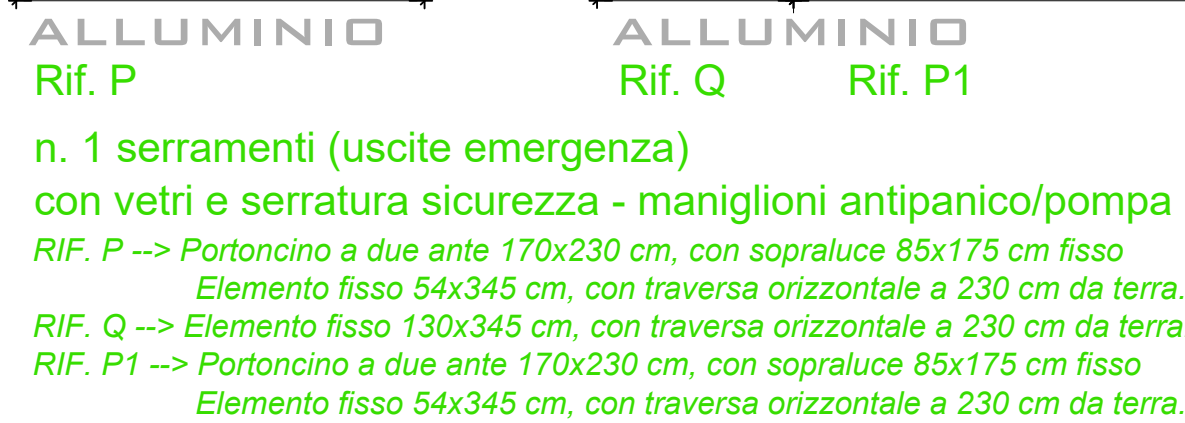 ALLUMINIO ALLUMINIO
Rif. P Rif. Q Rif. P1
n. 1 serramenti (uscite emergenza)
con vetri e serratura sicurezza - maniglioni antipanico/pompa
RIF. P --> Portoncino a due ante 170x230 cm, con sopraluce 85x175 cm fisso
Elemento fisso 54x345 cm, con traversa orizzontale a 230 cm da terra.
RIF. Q --> Elemento fisso 130x345 cm, con traversa orizzontale a 230 cm da terra
RIF. P1 --> Portoncino a due ante 170x230 cm, con sopraluce 85x175 cm fisso
Elemento fisso 54x345 cm, con traversa orizzontale a 230 cm da terra.